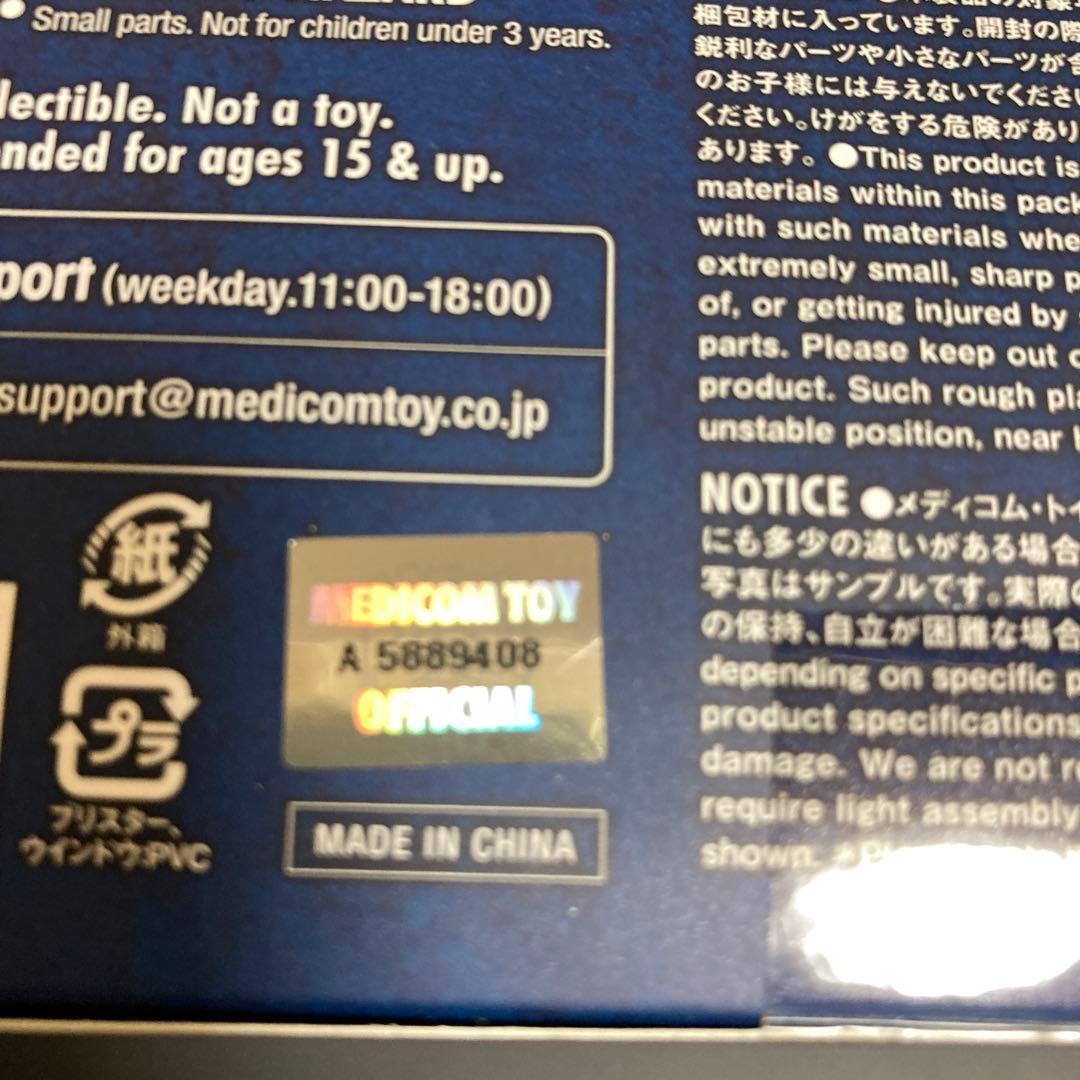 Small parts. Not for children under 3 years.
lectible. Not a toy.
nded for ages 15 & up.
port (weekday.11:00-18:00)
support@medicomtoy.co.jp
紙
外箱
プラ
ブリスター、
ウインドウ:PVC
MEDICOM TOY
A 5889408
OFFICIAL
MADE IN CHINA
梱包材に入っています。開封の際
鋭利なパーツや小さなパーツが含
のお子様には与えないでくださ
ください。けがをする危険があり
あります。 ●This product is
materials within this pack
with such materials whe
extremely small, sharp p
of, or getting injured by
parts. Please keep out o
product. Such rough pla
unstable position, near
NOTICE ●メディコム・トイ
にも多少の違いがある場合
写真はサンプルです。実際の
の保持、自立が困難な場合
depending on specific p
product specifications
damage. We are not re
require light assembly
shown.